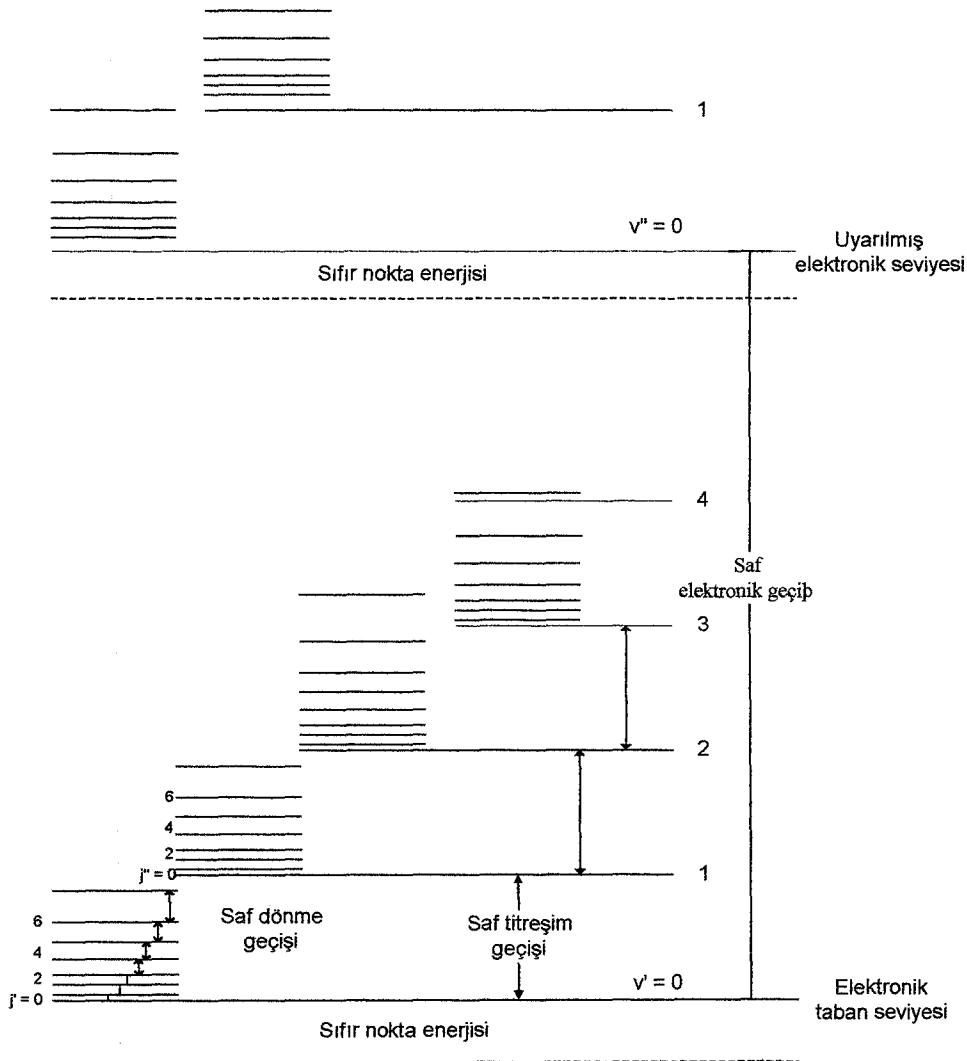 1
v" = 0
Uyarılmış
elektronik seviyesi
Sıfır nokta enerjisi
4
Saf
elektronik geçiþ
3
2
6
4
2
j" = 0
1
Saf dönme
geçişi
Saf titreşim
geçişi
6
4
2
j' = 0
v' = 0
Elektronik
taban seviyesi
Sıfır nokta enerjisi